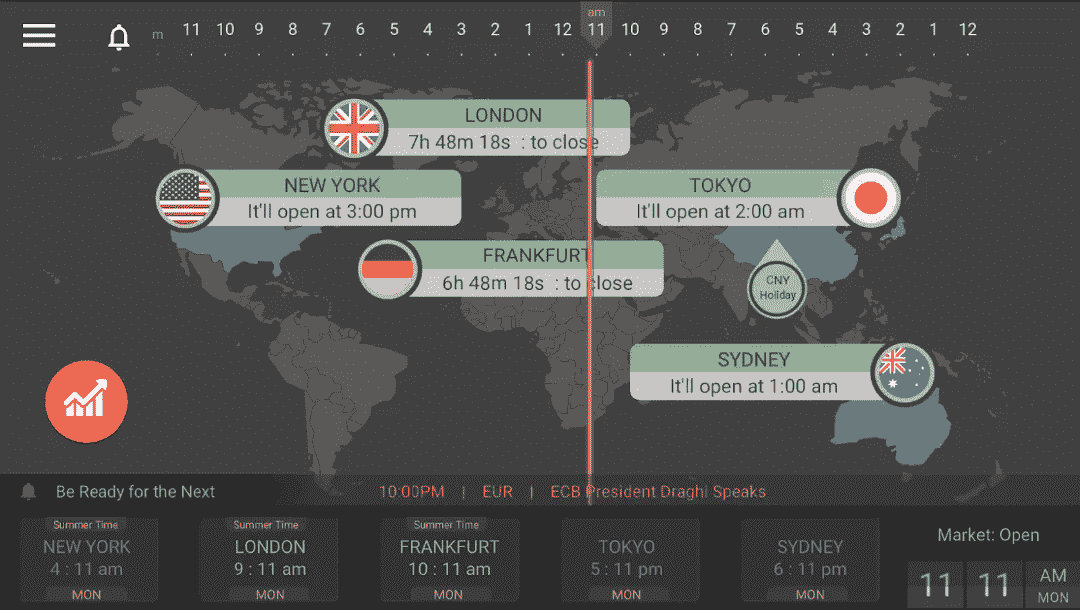 am
m 11 10 9 8 7 6 5 4 3 2 1 12 11 10 9 8 7 6 5 4 3 2 1 12
LONDON
7h 48m 18s : to close
NEW YORK
It'll open at 3:00 pm
TOKYO
It'll open at 2:00 am
FRANKFURT
6h 48m 18s : to close
CNY
Holiday
SYDNEY
It'll open at 1:00 am
Be Ready for the Next 10:00PM | EUR | ECB President Draghi Speaks
Summer Time
NEW YORK
4 : 11 am
MON
Summer Time
LONDON
9 : 11 am
MON
Summer Time
FRANKFURT
10 : 11 am
MON
TOKYO
5 : 11 pm
MON
SYDNEY
6 : 11 pm
MON
Market: Open
11 11 AM
MON